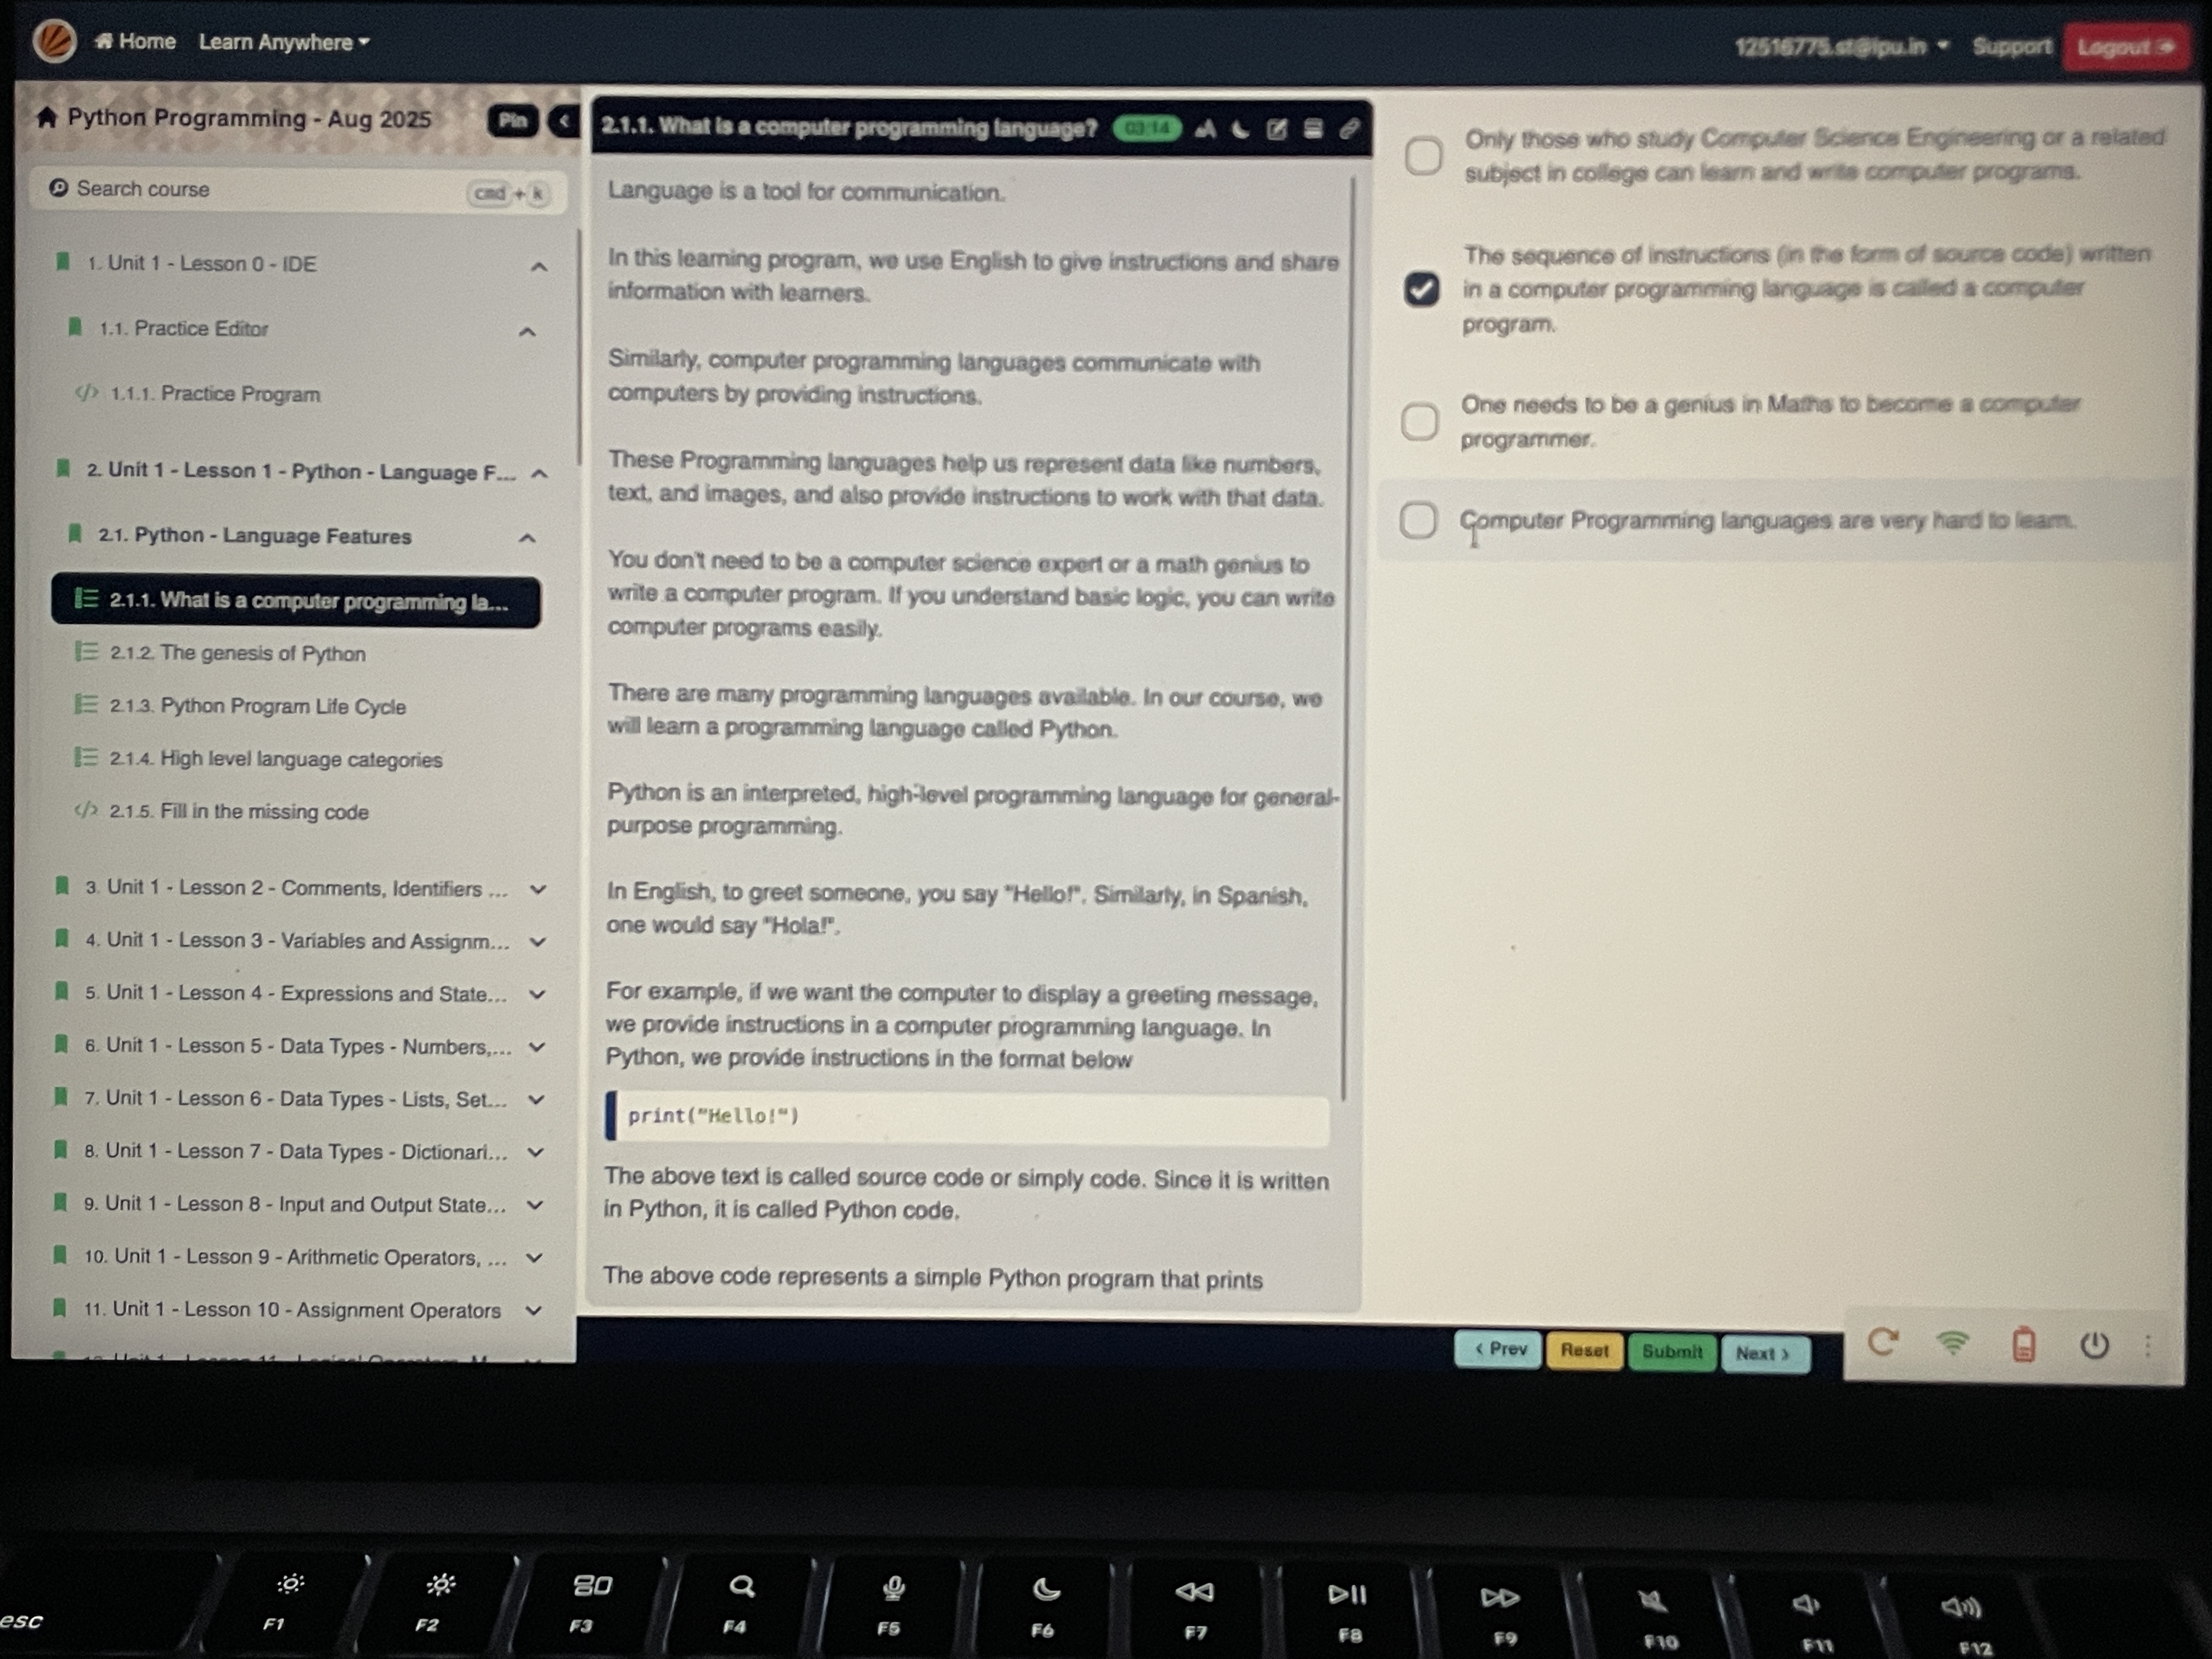 Home Learn Anywhere
12516775.st@lpu.in Support Logout
Python Programming - Aug 2025 Pin
Search course cmd + k
1. Unit 1 - Lesson 0 - IDE
1.1. Practice Editor
1.1.1. Practice Program
2. Unit 1 - Lesson 1 - Python - Language F...
2.1. Python - Language Features
2.1.1. What is a computer programming la...
2.1.2. The genesis of Python
2.1.3. Python Program Life Cycle
2.1.4. High level language categories
2.1.5. Fill in the missing code
3. Unit 1 - Lesson 2 - Comments, Identifiers ...
4. Unit 1 - Lesson 3 - Variables and Assignm...
5. Unit 1 - Lesson 4 - Expressions and State...
6. Unit 1 - Lesson 5 - Data Types - Numbers,...
7. Unit 1 - Lesson 6 - Data Types - Lists, Set...
8. Unit 1 - Lesson 7 - Data Types - Dictionari...
9. Unit 1 - Lesson 8 - Input and Output State...
10. Unit 1 - Lesson 9 - Arithmetic Operators, ...
11. Unit 1 - Lesson 10 - Assignment Operators
2.1.1. What is a computer programming language? 03:14
Language is a tool for communication.
In this learning program, we use English to give instructions and share
information with learners.
Similarly, computer programming languages communicate with
computers by providing instructions.
These Programming languages help us represent data like numbers,
text, and images, and also provide instructions to work with that data.
You don't need to be a computer science expert or a math genius to
write a computer program. If you understand basic logic, you can write
computer programs easily.
There are many programming languages available. In our course, we
will learn a programming language called Python.
Python is an interpreted, high-level programming language for general-
purpose programming.
In English, to greet someone, you say "Hello!". Similarly, in Spanish,
one would say "Hola!".
For example, if we want the computer to display a greeting message,
we provide instructions in a computer programming language. In
Python, we provide instructions in the format below
print("Hello!")
The above text is called source code or simply code. Since it is written
in Python, it is called Python code.
The above code represents a simple Python program that prints
Only those who study Computer Science Engineering or a related
subject in college can learn and write computer programs.
The sequence of instructions (in the form of source code) written
in a computer programming language is called a computer
program.
One needs to be a genius in Maths to become a computer
programmer.
Computer Programming languages are very hard to learn.
Prev Reset Submit Next
esc F1 F2 F3 F4 F5 F6 F7 F8 F9 F10 F11 F12